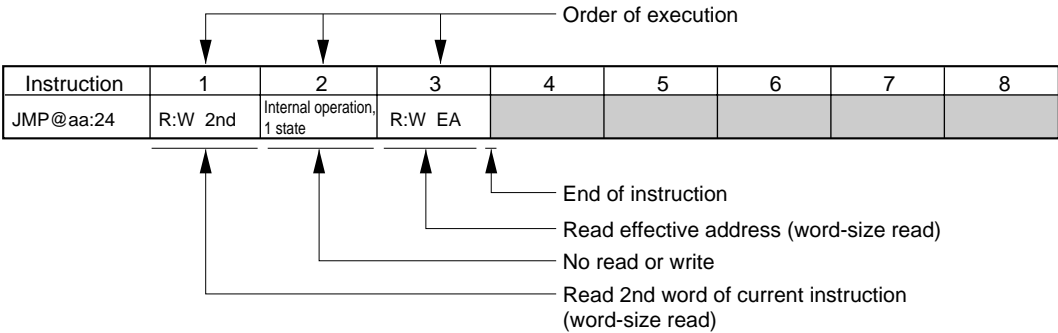 Order of execution
Instruction 1 2 3 4 5 6 7 8
JMP@aa:24 R:W 2nd Internal operation, 1 state R:W EA
End of instruction
Read effective address (word-size read)
No read or write
Read 2nd word of current instruction
(word-size read)